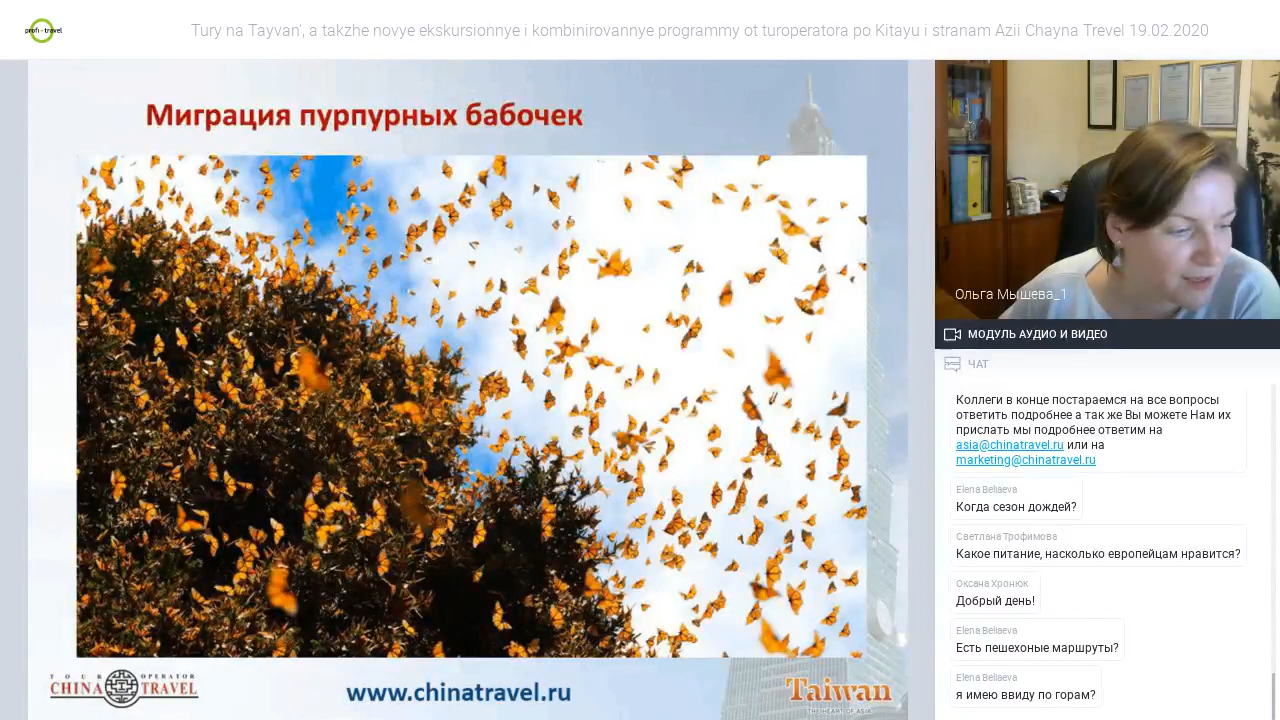 profi travel
Tury na Tayvan', a takzhe novye ekskursionnye i kombinirovannye programmy ot turoperatora po Kitayu i stranam Azii Chayna Trevel 19.02.2020
Миграция пурпурных бабочек
TOUR OPERATOR
CHINA TRAVEL
www.chinatravel.ru
Taiwan
THE HEART OF ASIA
Ольга Мышева_1
МОДУЛЬ АУДИО И ВИДЕО
ЧАТ
Коллеги в конце постараемся на все вопросы
ответить подробнее а так же Вы можете Нам их
прислать мы подробнее ответим на
asia@chinatravel.ru или на
marketing@chinatravel.ru
Elena Beliaeva
Когда сезон дождей?
Светлана Трофимова
Какое питание, насколько европейцам нравится?
Оксана Хронюк
Добрый день!
Elena Beliaeva
Есть пешехоные маршруты?
Elena Beliaeva
я имею ввиду по горам?